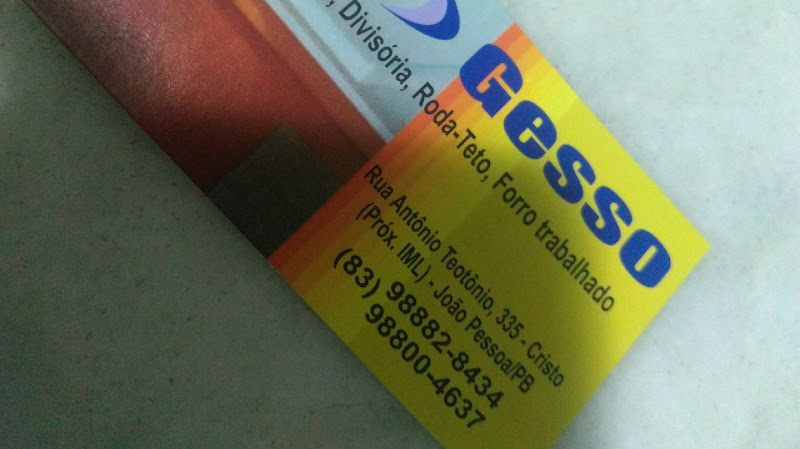 Gesso
, Divisória, Roda-Teto, Forro trabalhado
Rua Antônio Teotônio, 335 - Cristo
(Próx. IML) - João Pessoa/PB
(83) 98882-8434
98800-4637